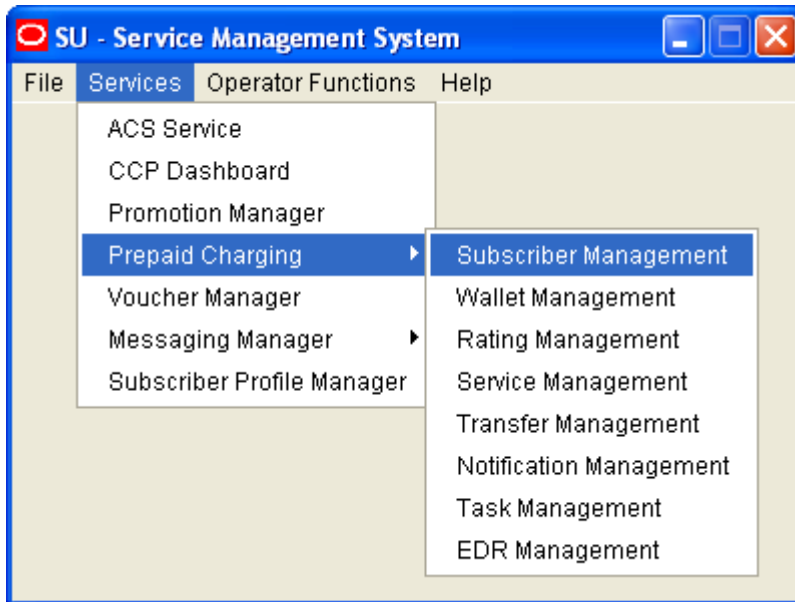 SU - Service Management System
File Services Operator Functions Help
ACS Service
CCP Dashboard
Promotion Manager
Prepaid Charging
Voucher Manager
Messaging Manager
Subscriber Profile Manager
Subscriber Management
Wallet Management
Rating Management
Service Management
Transfer Management
Notification Management
Task Management
EDR Management